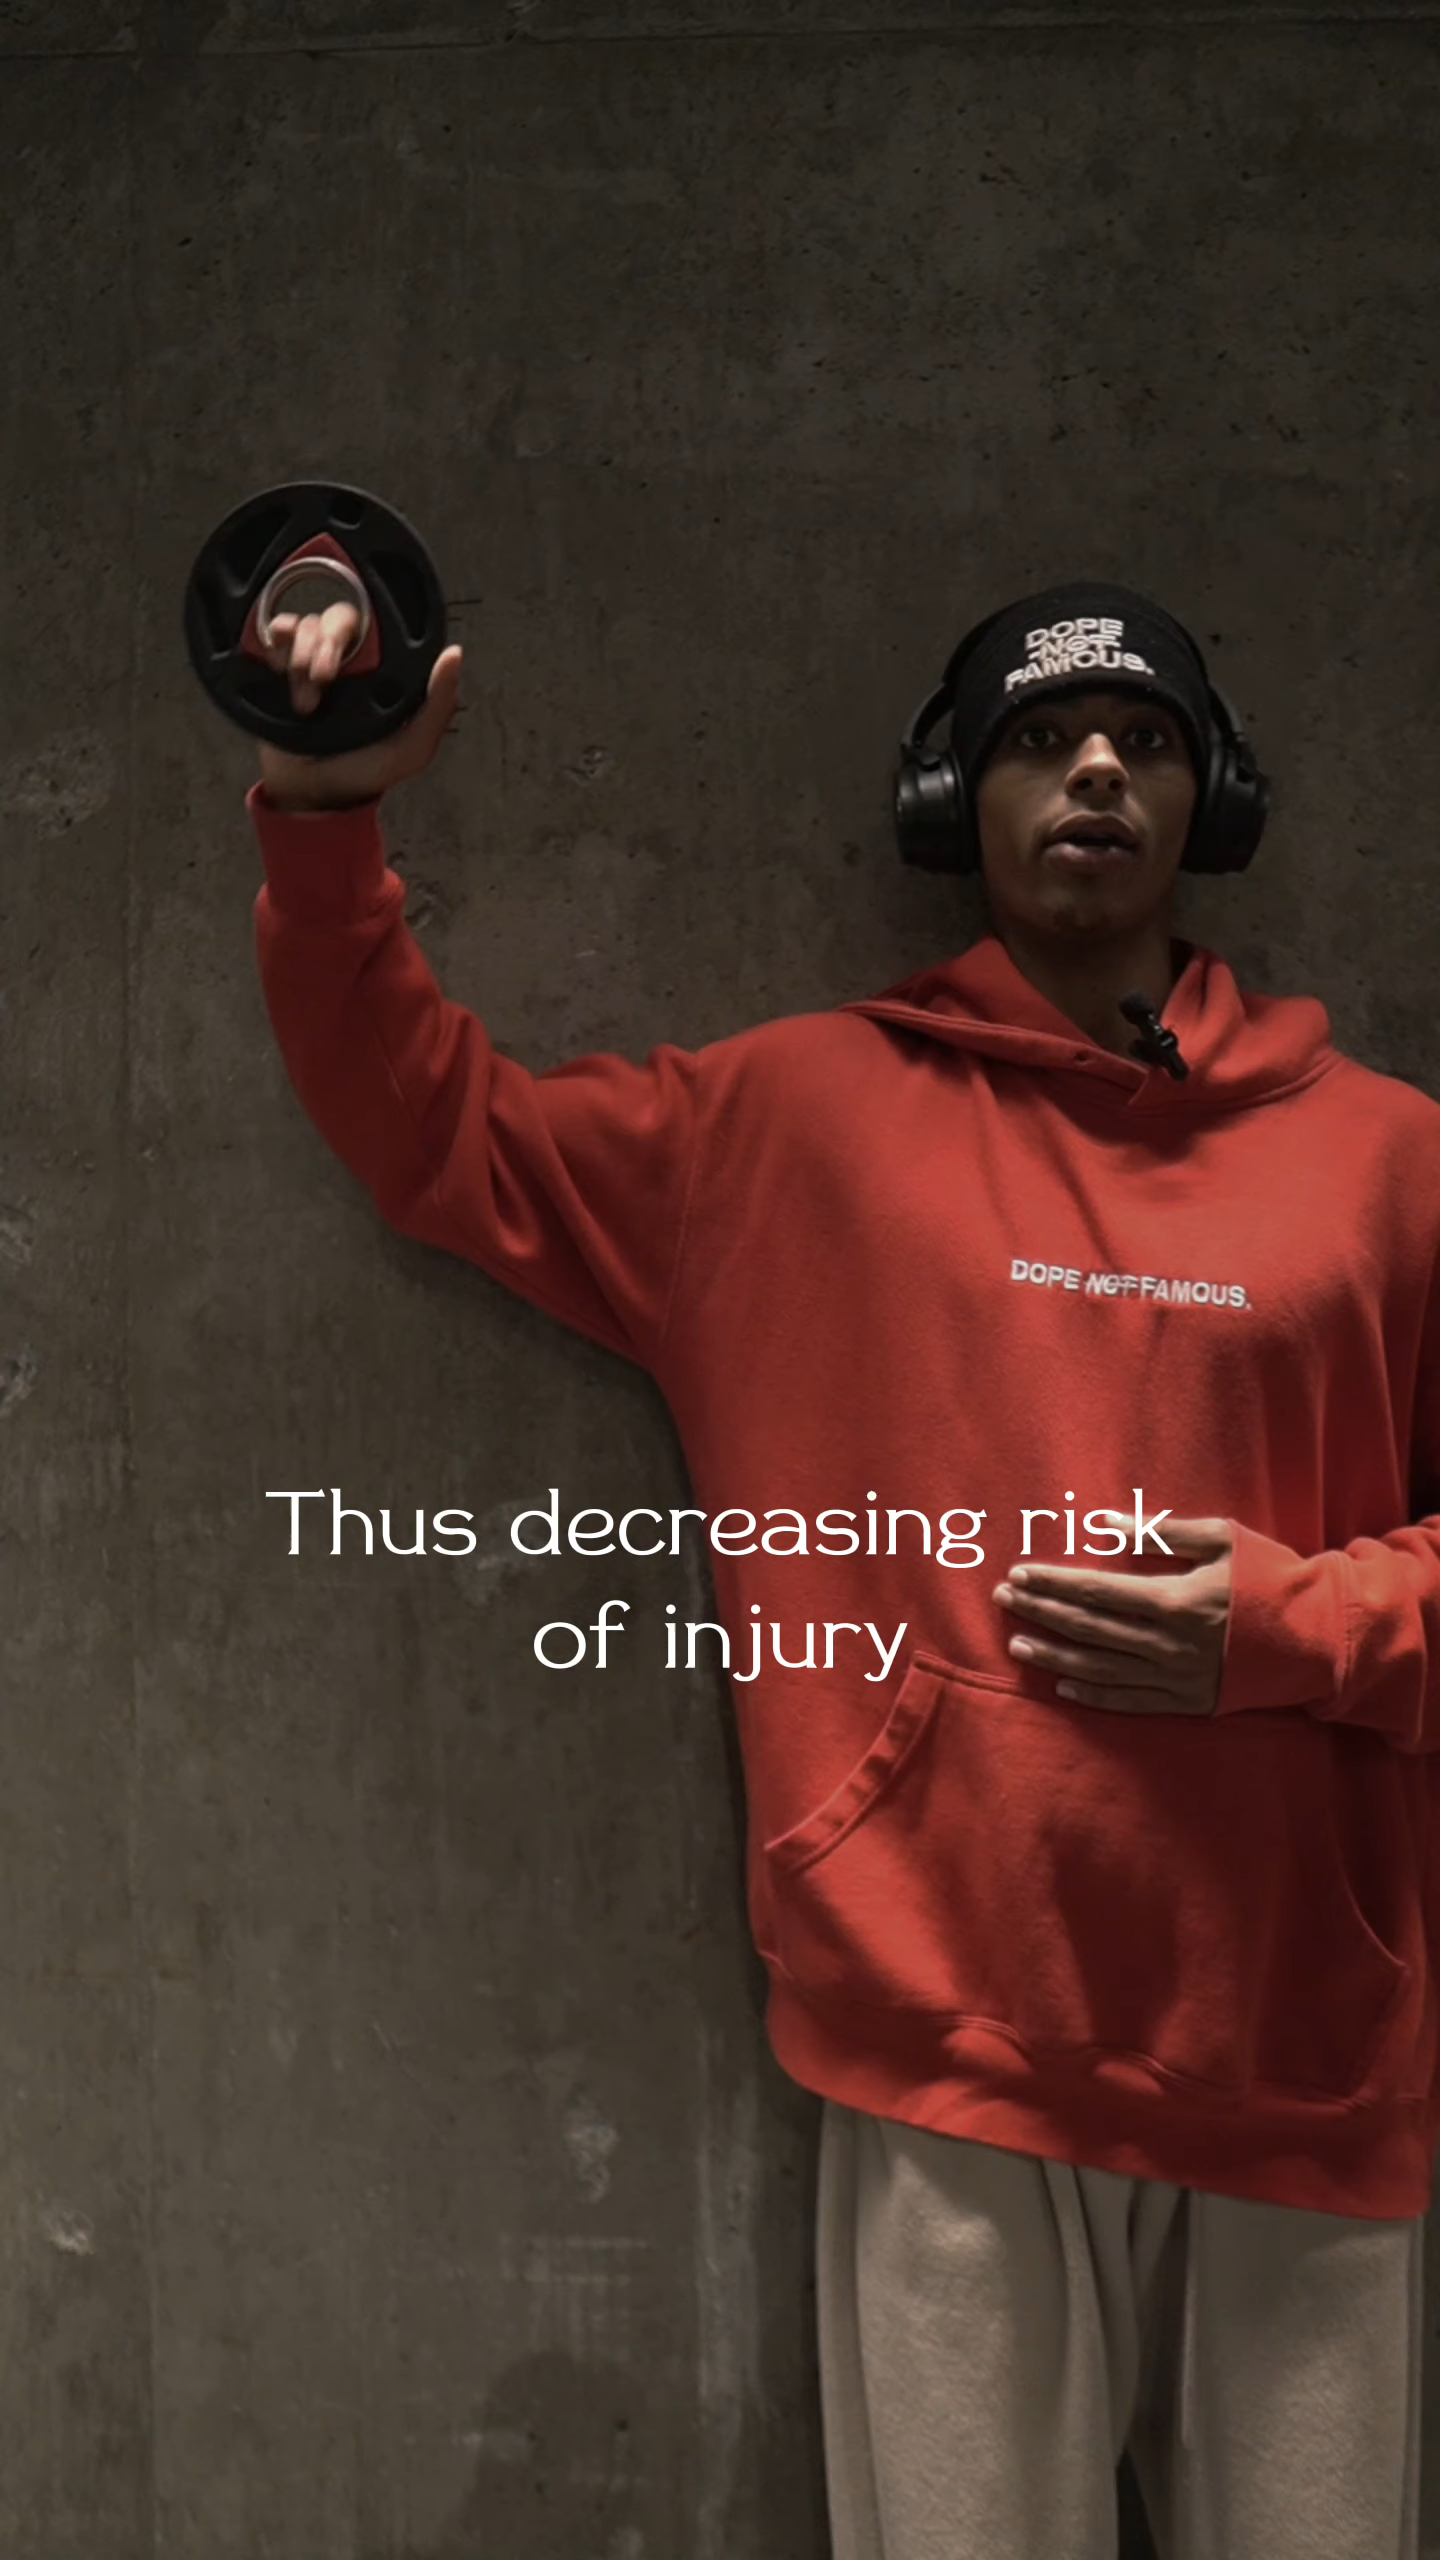 DOPE
NOT
FAMOUS.
DOPE NOT FAMOUS.
Thus decreasing risk
of injury